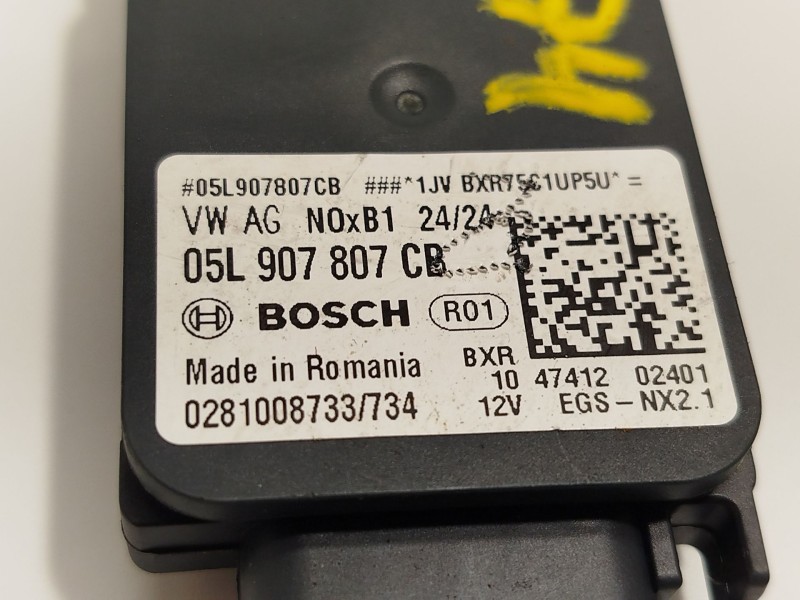 #05L907807CB ###*1JV BXR75C1UP5U* =
VW AG NOxB1 24/24
05L 907 807 CB
BOSCH R01
Made in Romania BXR
10 47412 02401
0281008733/734 12V EGS-NX2.1